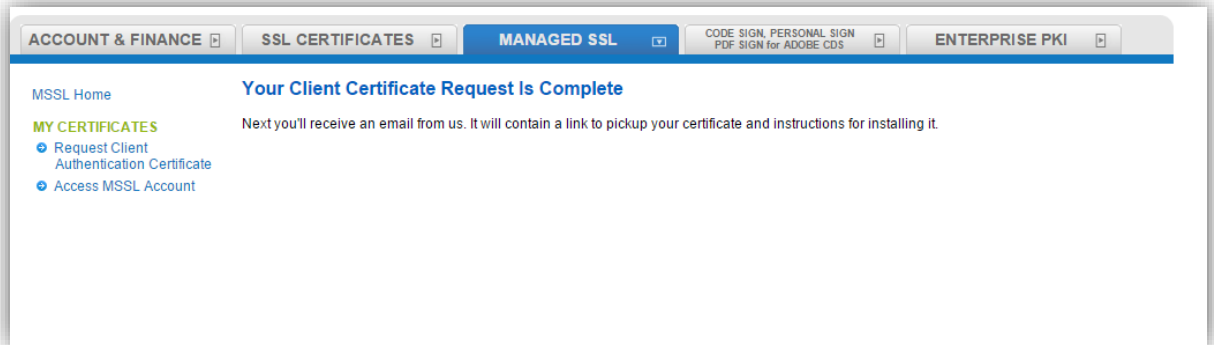 ACCOUNT & FINANCE
SSL CERTIFICATES
MANAGED SSL
CODE SIGN, PERSONAL SIGN
PDF SIGN for ADOBE CDS
ENTERPRISE PKI
MSSL Home
MY CERTIFICATES
Request Client
Authentication Certificate
Access MSSL Account
Your Client Certificate Request Is Complete
Next you'll receive an email from us. It will contain a link to pickup your certificate and instructions for installing it.